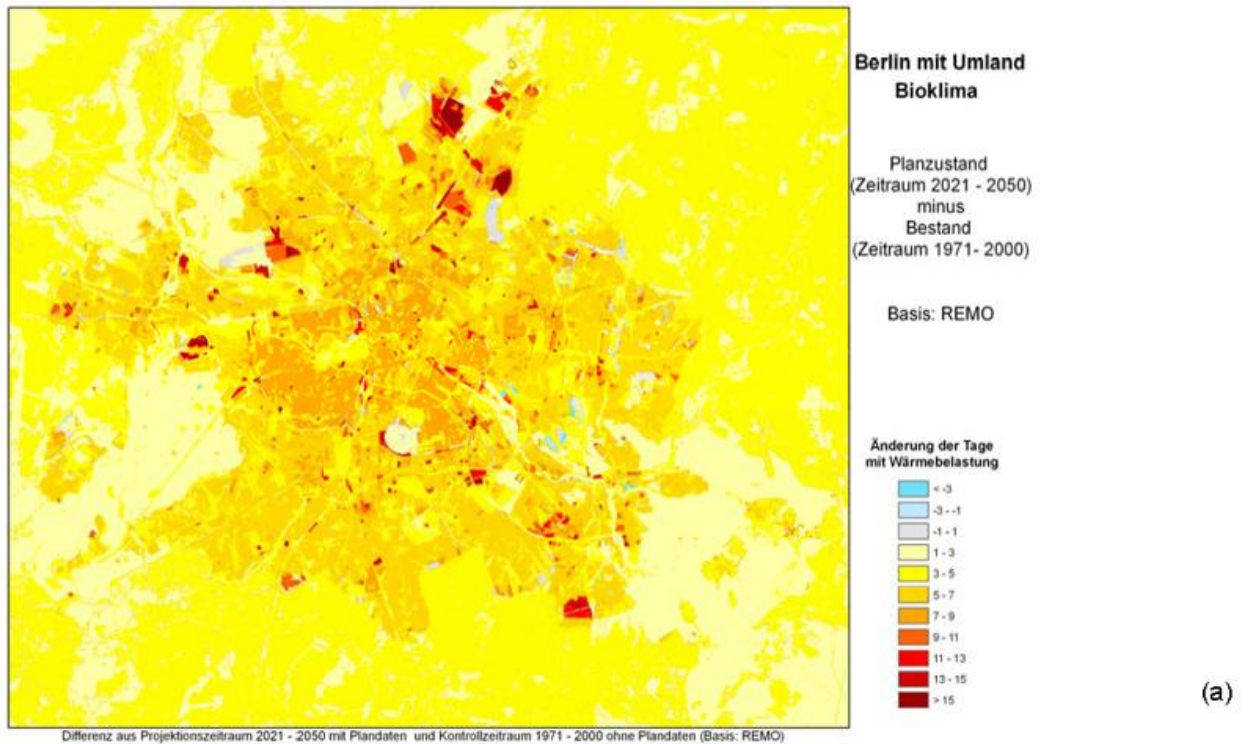 Berlin mit Umland
Bioklima
Planzustand
(Zeitraum 2021 - 2050)
minus
Bestand
(Zeitraum 1971- 2000)
Basis: REMO
Änderung der Tage
mit Wärmebelastung
< -3
-3 - -1
-1 - 1
1 - 3
3 - 5
5 - 7
7 - 9
9 - 11
11 - 13
13 - 15
> 15
(a)
Differenz aus Projektionszeitraum 2021 - 2050 mit Plandaten und Kontrollzeitraum 1971 - 2000 ohne Plandaten (Basis: REMO)